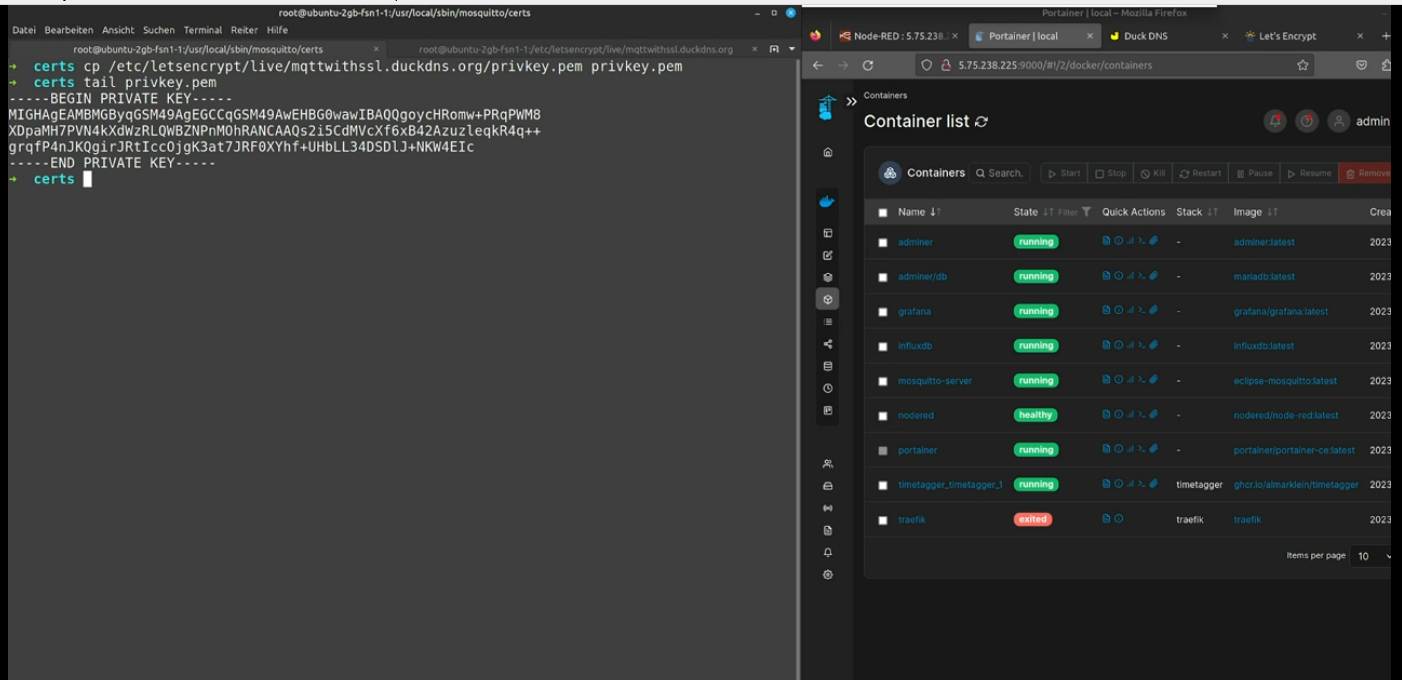 root@ubuntu-2gb-fsn1-1:/usr/local/sbin/mosquitto/certs
Datei Bearbeiten Ansicht Suchen Terminal Reiter Hilfe
root@ubuntu-2gb-fsn1-1:/usr/local/sbin/mosquitto/certs
root@ubuntu-2gb-fsn1-1:/etc/letsencrypt/live/mqttwithssl.duckdns.org
→ certs cp /etc/letsencrypt/live/mqttwithssl.duckdns.org/privkey.pem privkey.pem
→ certs tail privkey.pem
-----BEGIN PRIVATE KEY-----
MIGHAgEAMBMGByqGSM49AgEGCCqGSM49AwEHBG0wawIBAQQgoycHRomw+PRqPWM8
XDpaMH7PVN4kXdWzRLQWBZNPnMOhRANCAAQs2i5CdMVcXf6xB42AzuzleqkR4q++
grqfP4nJKQgirJRtIccOjgK3at7JRF0XYhf+UHbLL34DSDlJ+NKW4EIc
-----END PRIVATE KEY-----
→ certs
Portainer | local – Mozilla Firefox
Node-RED : 5.75.238.
Portainer | local
Duck DNS
Let's Encrypt
5.75.238.225:9000/#!/2/docker/containers
Containers
Container list
admin
Containers Search. Start Stop Kill Restart Pause Resume Remove
Name State Filter Quick Actions Stack Image Crea
adminer running - adminer:latest 2023
adminer/db running - mariadb:latest 2023
grafana running - grafana/grafana:latest 2023
influxdb running - influxdb:latest 2023
mosquitto-server running - eclipse-mosquitto:latest 2023
nodered healthy - nodered/node-red:latest 2023
portainer running - portainer/portainer-ce:latest 2023
timetagger_timetagger_1 running timetagger ghcr.io/almarklein/timetagger 2023
traefik exited traefik traefik 2023
Items per page 10